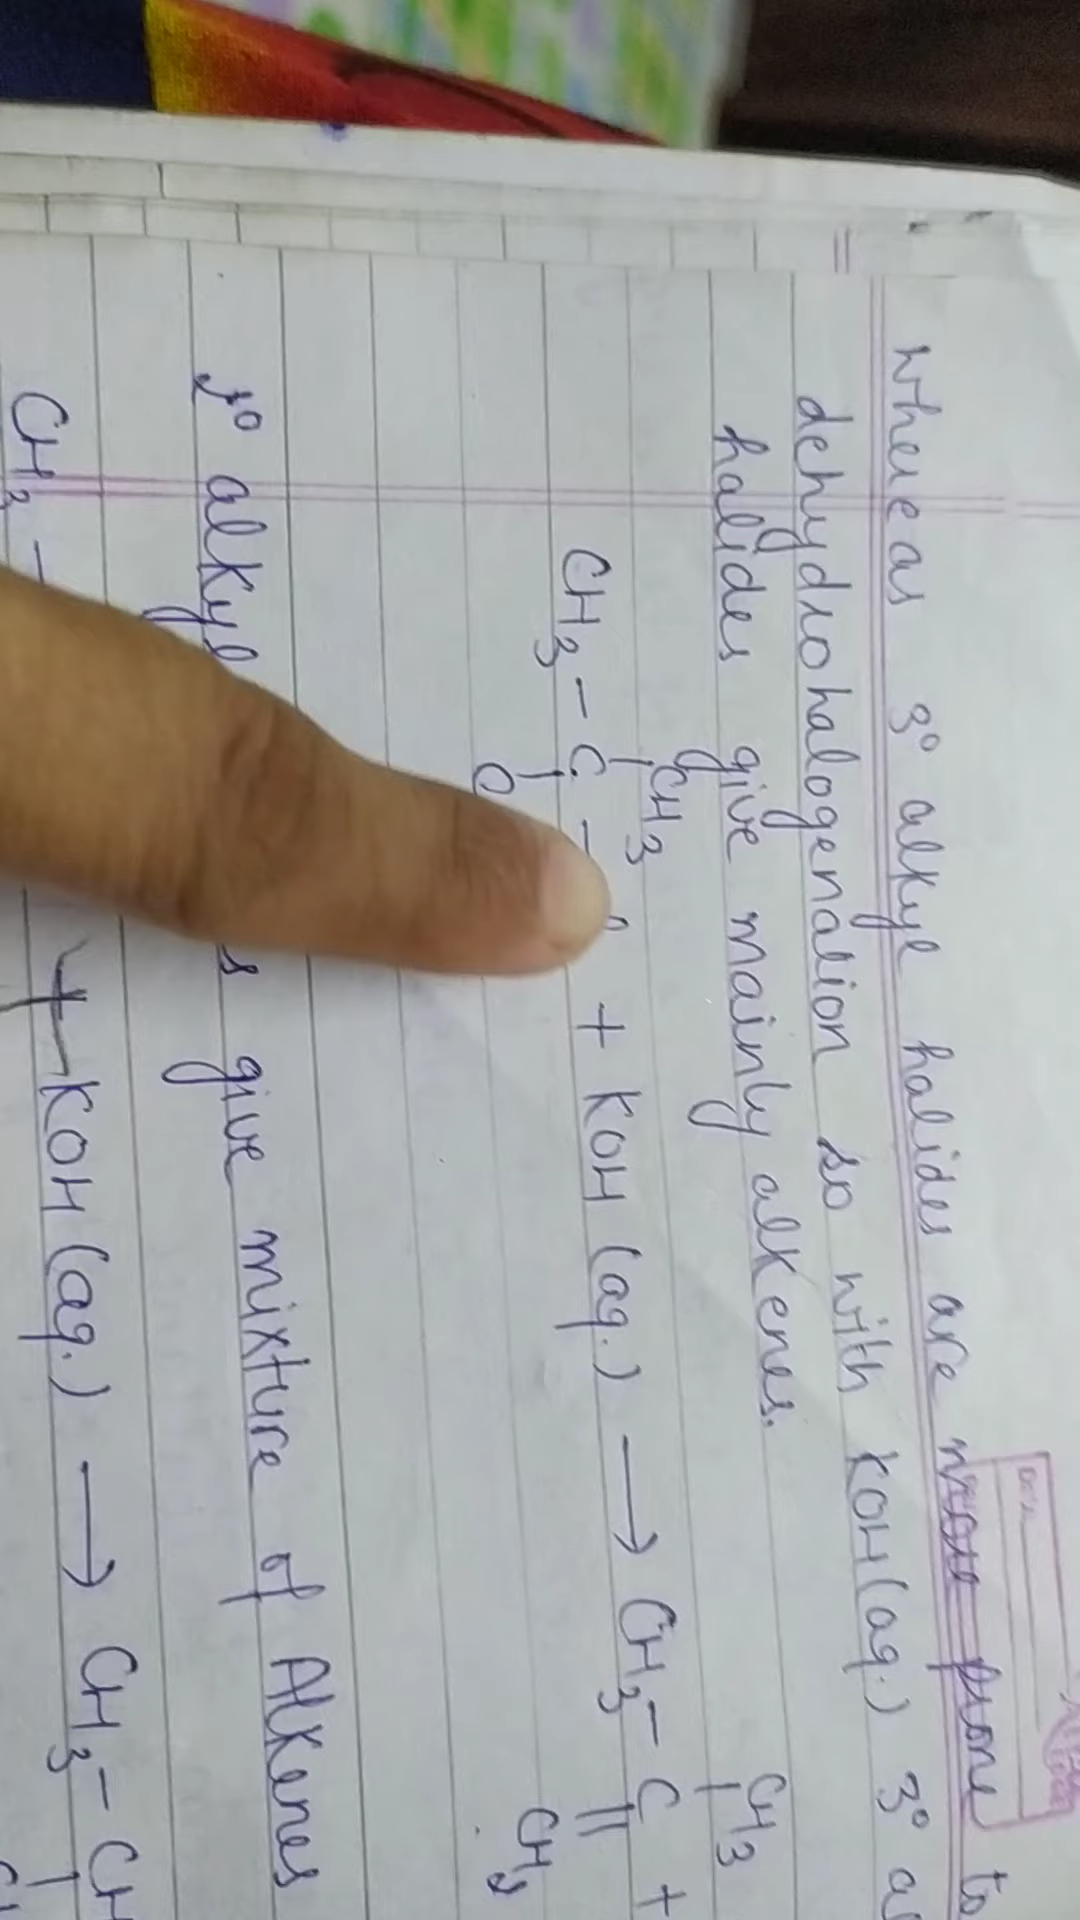 whereas 3° alkyl halides are more prone to
dehydrohalogenation so with KOH(aq.) 3° al
halides give mainly alkenes.
CH3 CH3
CH3 - C - + KOH (aq.) → CH3 - C +
CH3
alkyl give mixture of Alkenes
CH3 - + KOH (aq.) → CH3 - CH